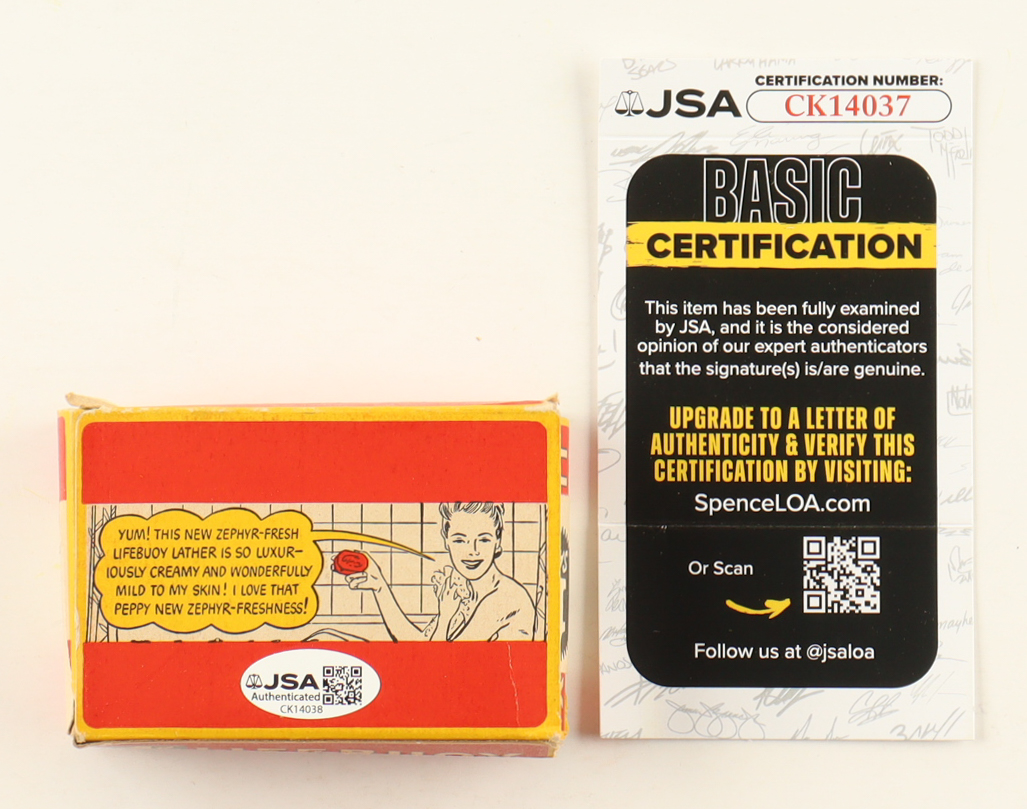 YUM! THIS NEW ZEPHYR-FRESH
LIFEBUOY LATHER IS SO LUXUR-
IOUSLY CREAMY AND WONDERFULLY
MILD TO MY SKIN! I LOVE THAT
PEPPY NEW ZEPHYR-FRESHNESS!
JSA
Authenticated
CK14038
CERTIFICATION NUMBER:
JSA
CK14037
BASIC
CERTIFICATION
This item has been fully examined
by JSA, and it is the considered
opinion of our expert authenticators
that the signature(s) is/are genuine.
UPGRADE TO A LETTER OF
AUTHENTICITY & VERIFY THIS
CERTIFICATION BY VISITING:
SpenceLOA.com
Or Scan
Follow us at @jsaloa